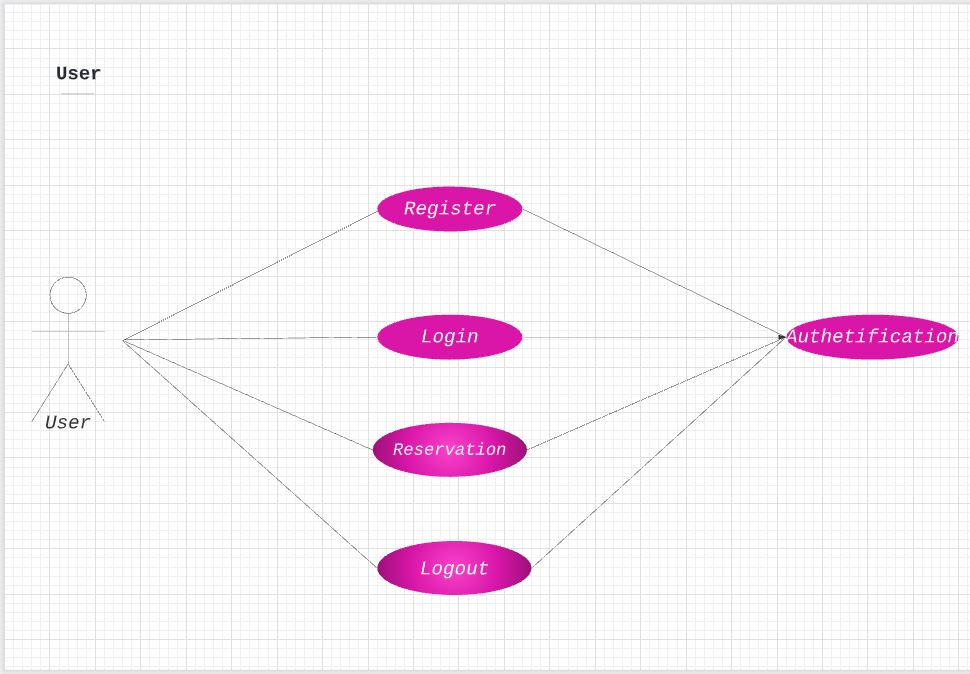 User
Register
Login
Authetification
Reservation
User
Logout